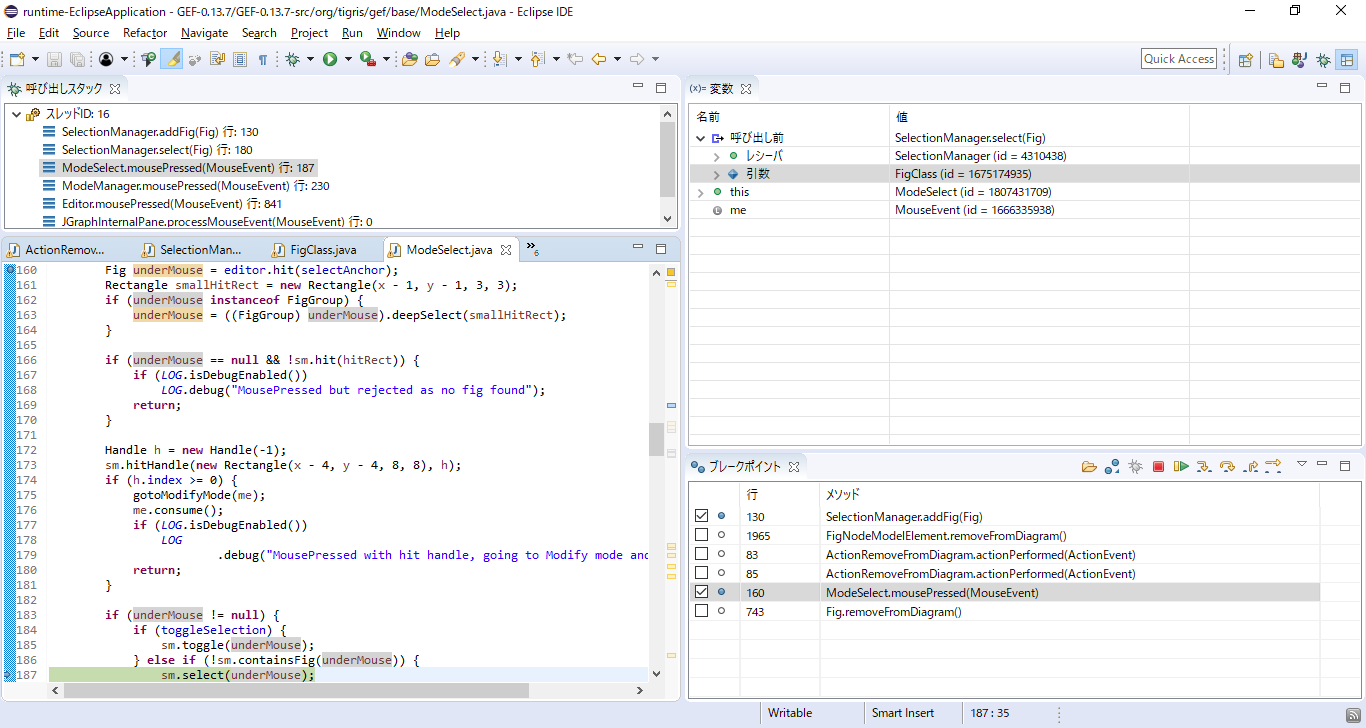 runtime-EclipseApplication - GEF-0.13.7/GEF-0.13.7-src/org/tigris/gef/base/ModeSelect.java - Eclipse IDE
File Edit Source Refactor Navigate Search Project Run Window Help
Quick Access
呼び出しスタック
スレッドID: 16
SelectionManager.addFig(Fig) 行: 130
SelectionManager.select(Fig) 行: 180
ModeSelect.mousePressed(MouseEvent) 行: 187
ModeManager.mousePressed(MouseEvent) 行: 230
Editor.mousePressed(MouseEvent) 行: 841
JGraphInternalPane.processMouseEvent(MouseEvent) 行: 0
ActionRemov... SelectionMan... FigClass.java ModeSelect.java »6
160 Fig underMouse = editor.hit(selectAnchor);
161 Rectangle smallHitRect = new Rectangle(x - 1, y - 1, 3, 3);
162 if (underMouse instanceof FigGroup) {
163 underMouse = ((FigGroup) underMouse).deepSelect(smallHitRect);
164 }
165
166 if (underMouse == null && !sm.hit(hitRect)) {
167 if (LOG.isDebugEnabled())
168 LOG.debug("MousePressed but rejected as no fig found");
169 return;
170 }
171
172 Handle h = new Handle(-1);
173 sm.hitHandle(new Rectangle(x - 4, y - 4, 8, 8), h);
174 if (h.index >= 0) {
175 gotoModifyMode(me);
176 me.consume();
177 if (LOG.isDebugEnabled())
178 LOG
179 .debug("MousePressed with hit handle, going to Modify mode and
180 return;
181 }
182
183 if (underMouse != null) {
184 if (toggleSelection) {
185 sm.toggle(underMouse);
186 } else if (!sm.containsFig(underMouse)) {
187 sm.select(underMouse);
(x)= 変数
名前 値
呼び出し前 SelectionManager.select(Fig)
レシーバ SelectionManager (id = 4310438)
引数 FigClass (id = 1675174935)
this ModeSelect (id = 1807431709)
me MouseEvent (id = 1666335938)
ブレークポイント
行 メソッド
130 SelectionManager.addFig(Fig)
1965 FigNodeModelElement.removeFromDiagram()
83 ActionRemoveFromDiagram.actionPerformed(ActionEvent)
85 ActionRemoveFromDiagram.actionPerformed(ActionEvent)
160 ModeSelect.mousePressed(MouseEvent)
743 Fig.removeFromDiagram()
Writable Smart Insert 187 : 35